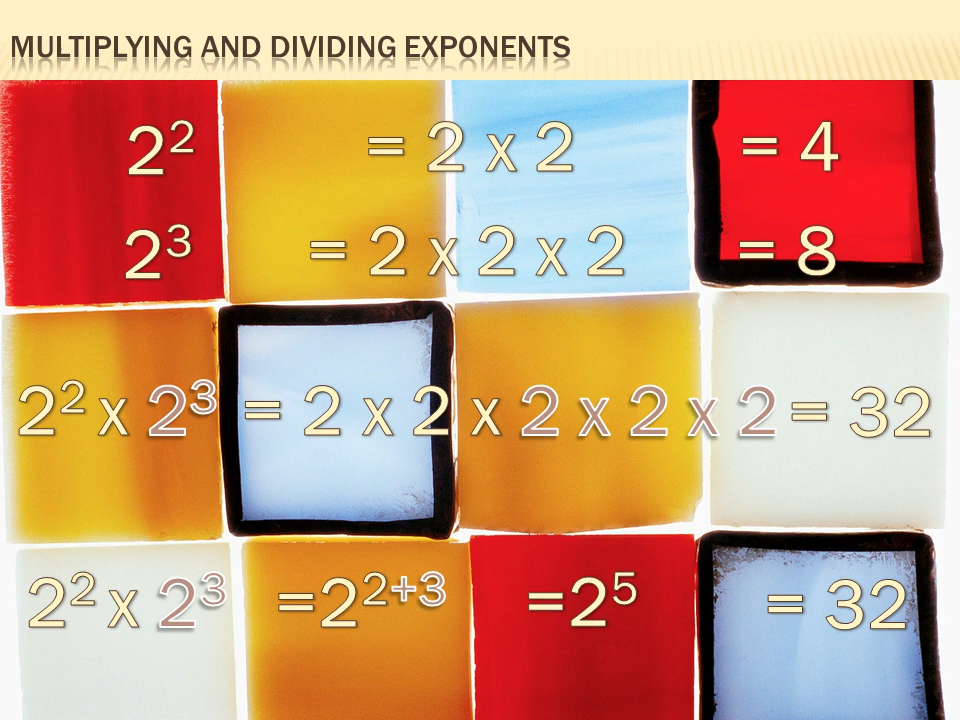 MULTIPLYING AND DIVIDING EXPONENTS
2² = 2 x 2 = 4
2³ = 2 x 2 x 2 = 8
2² x 2³ = 2 x 2 x 2 x 2 x 2 = 32
2² x 2³ =2²⁺³ =2⁵ = 32